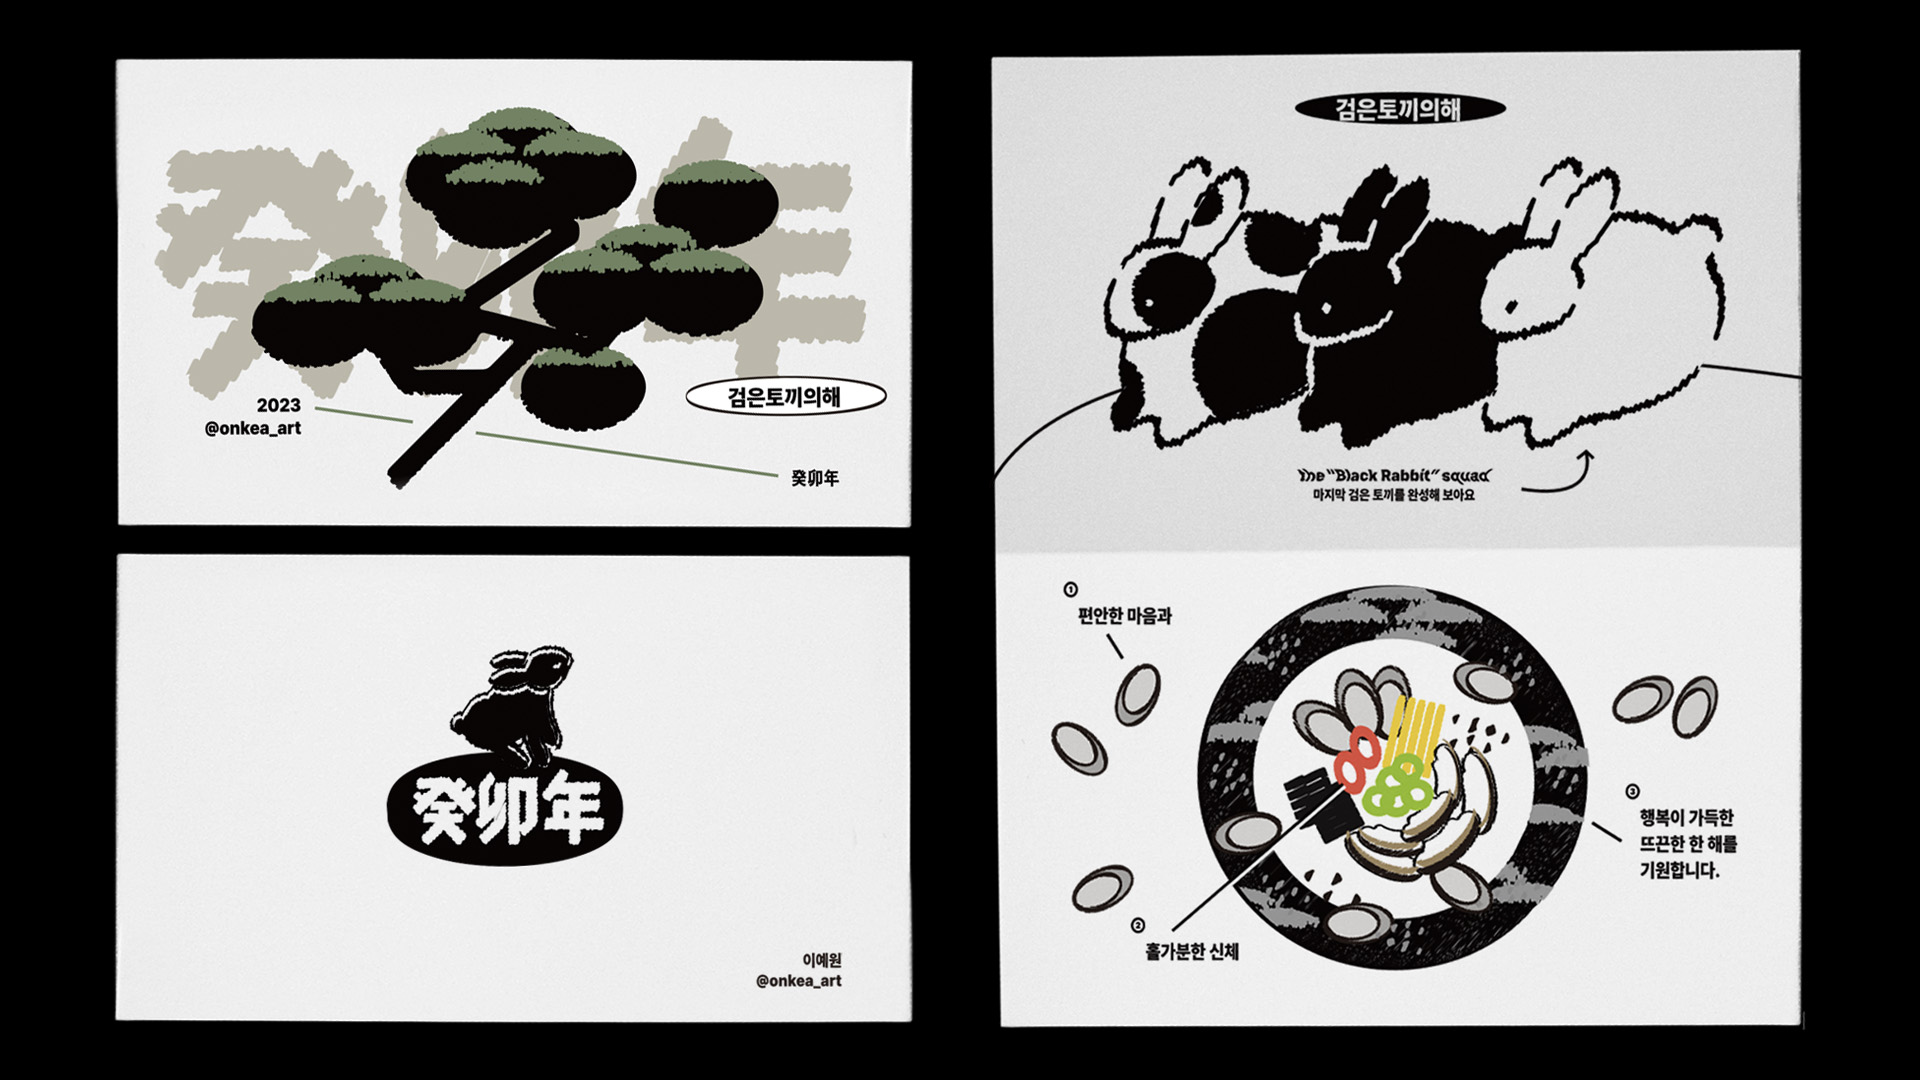 癸卯年
2023
@onkea_art
검은토끼의해
癸卯年
癸卯年
이예원
@onkea_art
검은토끼의해
The "Black Rabbit" squad
마지막 검은 토끼를 완성해 보아요
1
편안한 마음과
2
홀가분한 신체
3
행복이 가득한
뜨끈한 한 해를
기원합니다.